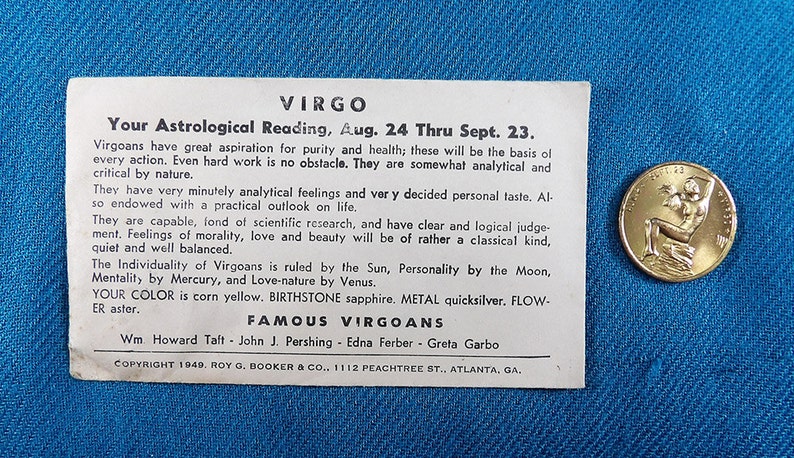 VIRGO
Your Astrological Reading, Aug. 24 Thru Sept. 23.
Virgoans have great aspiration for purity and health; these will be the basis of
every action. Even hard work is no obstacle. They are somewhat analytical and
critical by nature.
They have very minutely analytical feelings and very decided personal taste. Al-
so endowed with a practical outlook on life.
They are capable, fond of scientific research, and have clear and logical judge-
ment. Feelings of morality, love and beauty will be of rather a classical kind,
quiet and well balanced.
The Individuality of Virgoans is ruled by the Sun, Personality by the Moon,
Mentality by Mercury, and Love-nature by Venus.
YOUR COLOR is corn yellow. BIRTHSTONE sapphire. METAL quicksilver. FLOW-
ER aster.
FAMOUS VIRGOANS
Wm. Howard Taft - John J. Pershing - Edna Ferber - Greta Garbo
COPYRIGHT 1949. ROY G. BOOKER & CO., 1112 PEACHTREE ST., ATLANTA, GA.
SEPT. 23